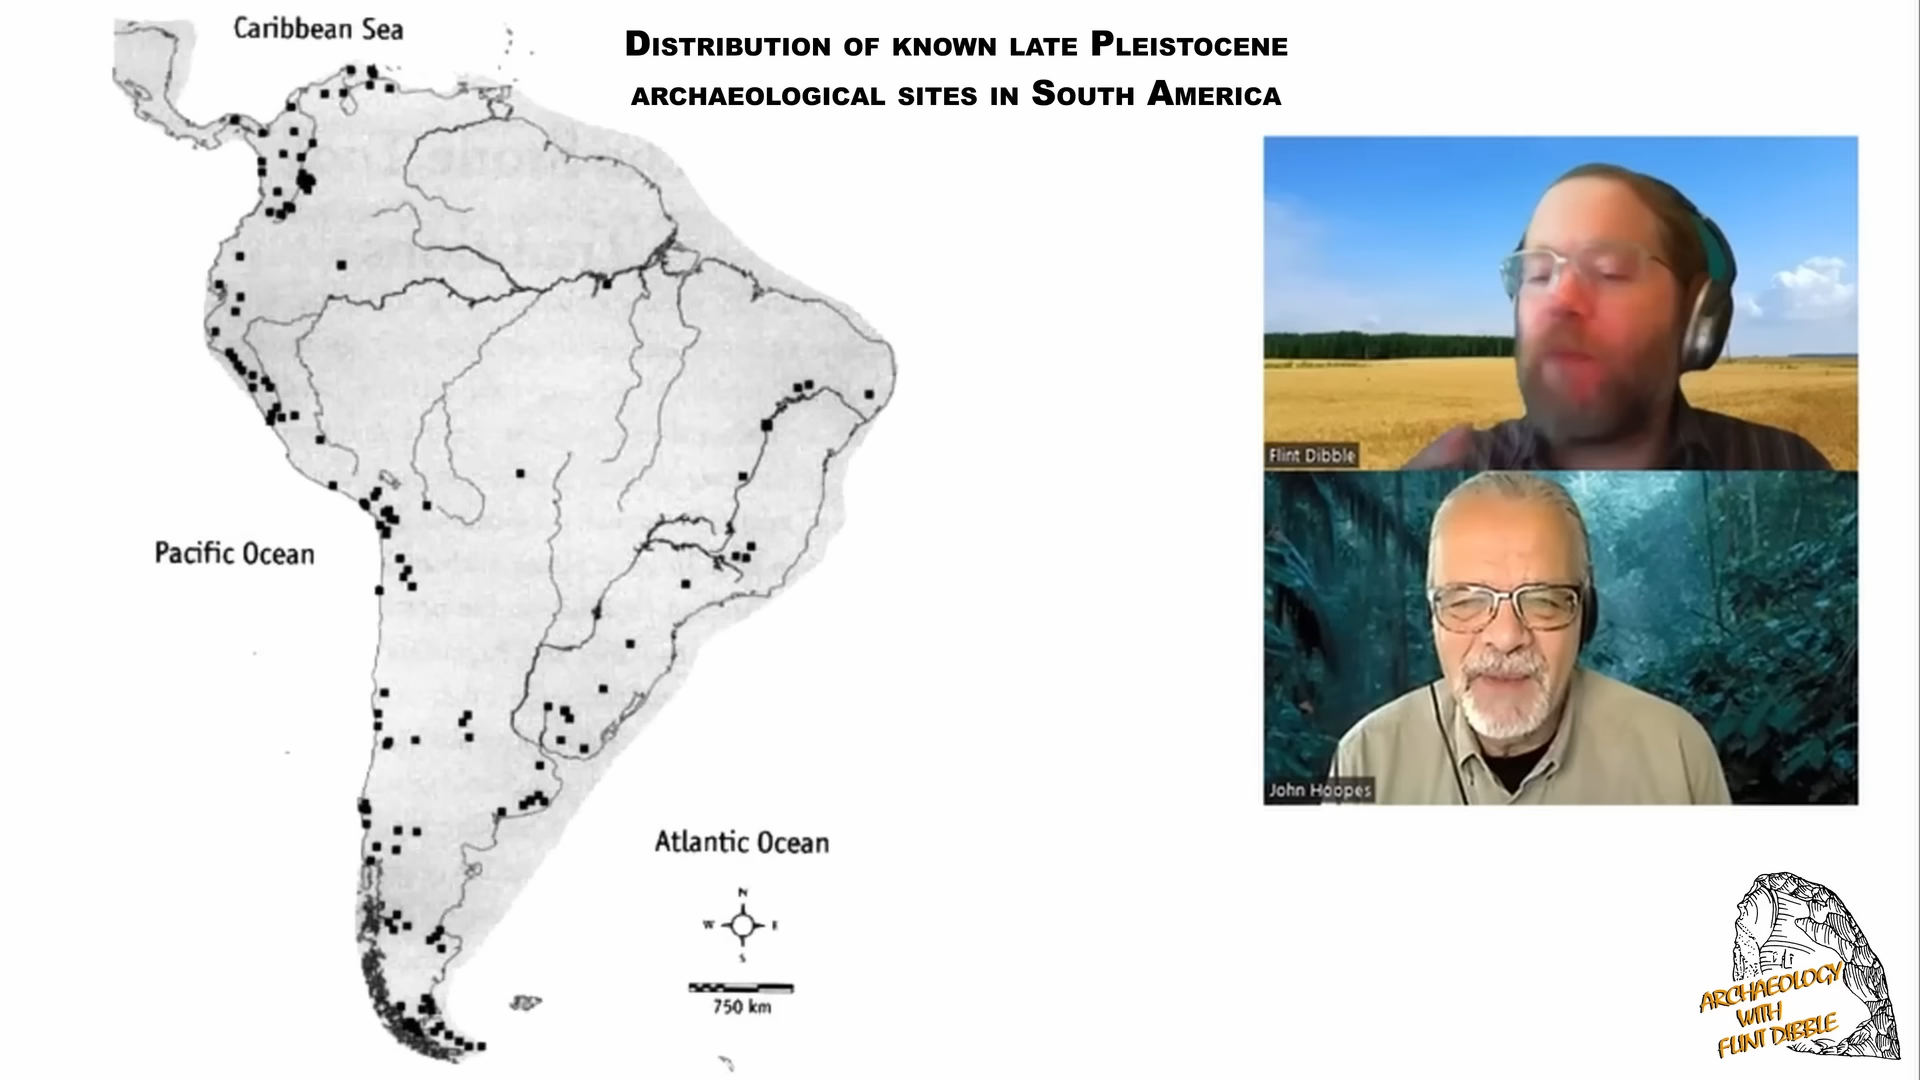 Caribbean Sea
DISTRIBUTION OF KNOWN LATE PLEISTOCENE
ARCHAEOLOGICAL SITES IN SOUTH AMERICA
Flint Dibble
Pacific Ocean
John Hoopes
Atlantic Ocean
N
W E
S
750 km
ARCHAEOLOGY
WITH
FLINT DIBBLE